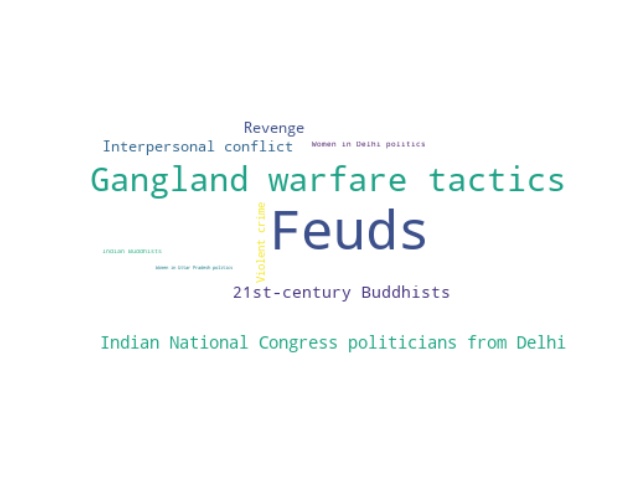 Revenge
Interpersonal conflict
Women in Delhi politics
Gangland warfare tactics
Violent crime
Feuds
Indian Buddhists
Women in Uttar Pradesh politics
21st-century Buddhists
Indian National Congress politicians from Delhi